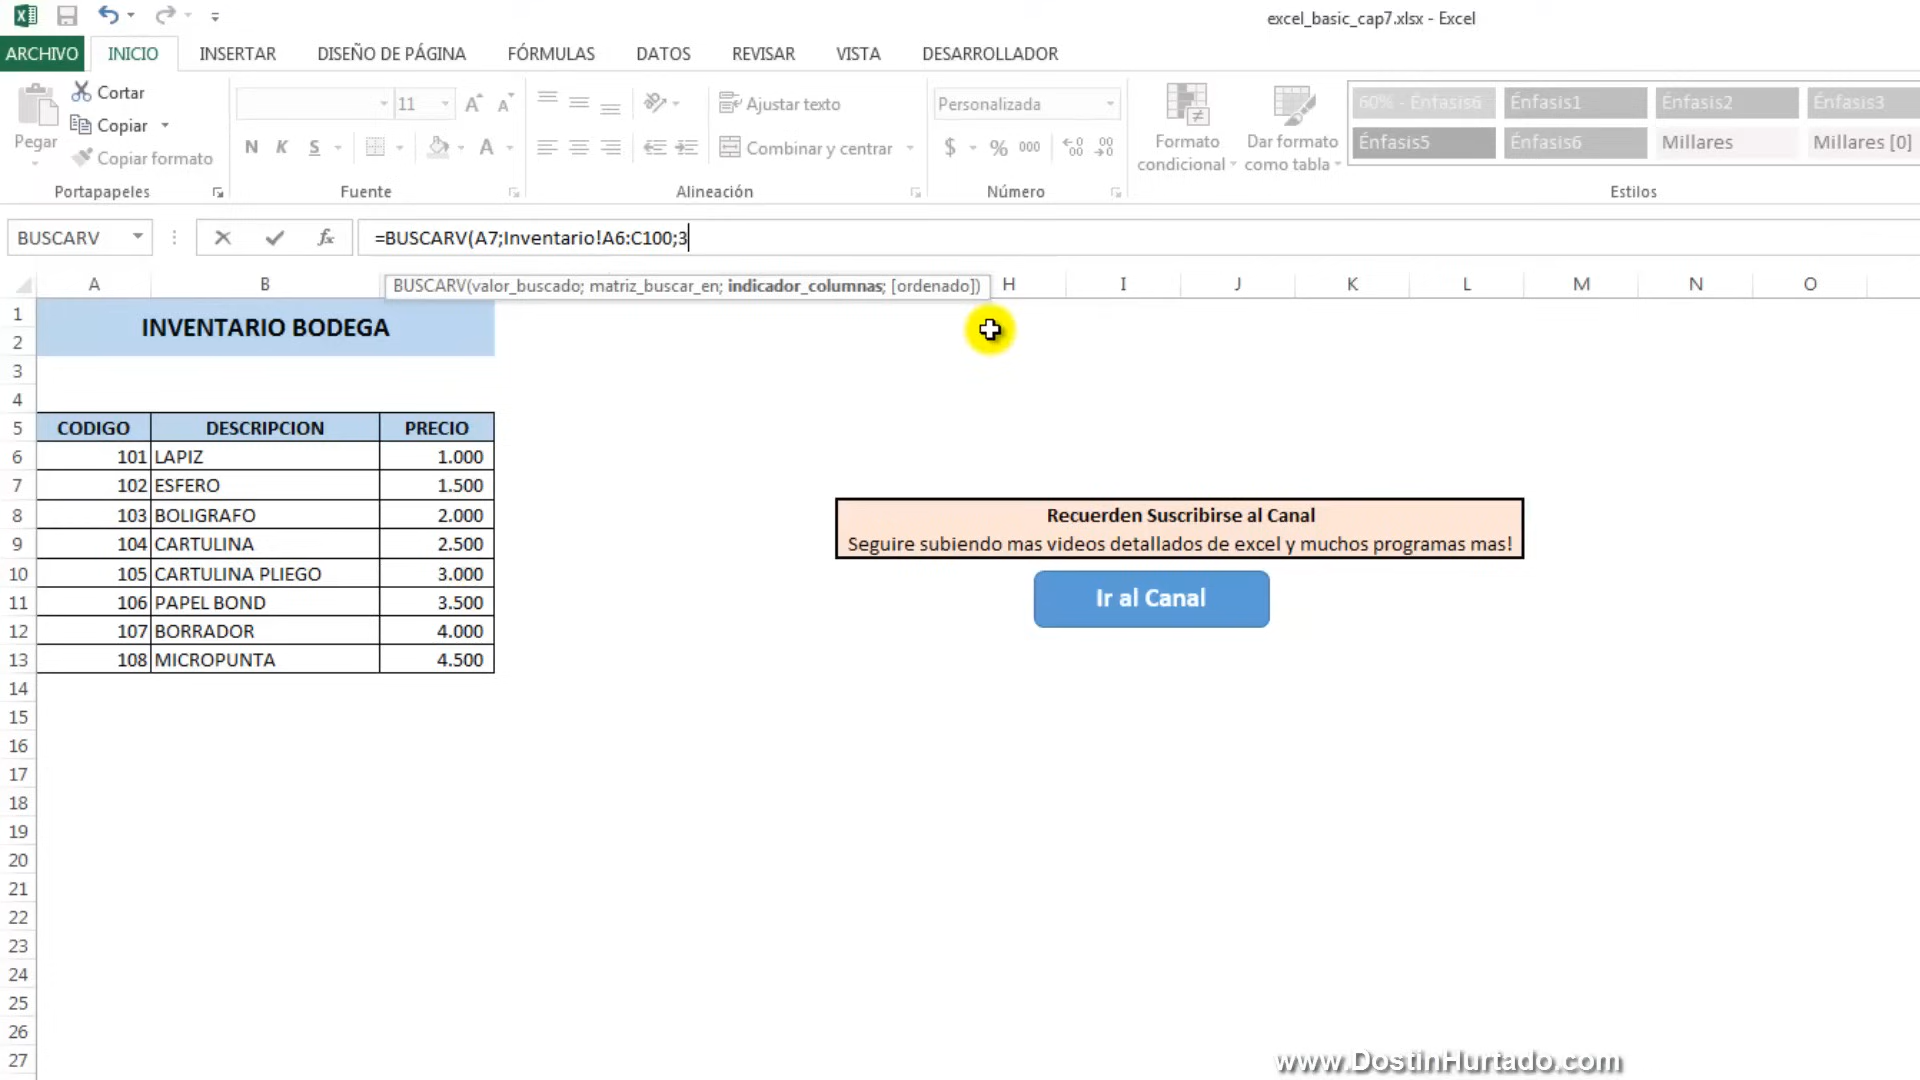 excel_basic_cap7.xlsx - Excel
ARCHIVO INICIO INSERTAR DISEÑO DE PÁGINA FÓRMULAS DATOS REVISAR VISTA DESARROLLADOR
Pegar
Cortar
Copiar
Copiar formato
Portapapeles
11
N K S
Fuente
Ajustar texto
Combinar y centrar
Alineación
Personalizada
$ % 000
Número
Formato
condicional
Dar formato
como tabla
60% - Énfasis6 Énfasis1 Énfasis2 Énfasis3
Énfasis5 Énfasis6 Millares Millares [0]
Estilos
BUSCARV
fx
=BUSCARV(A7;Inventario!A6:C100;3
BUSCARV(valor_buscado; matriz_buscar_en; indicador_columnas; [ordenado])
A B H I J K L M N O
1
INVENTARIO BODEGA
2
3
4
5 CODIGO DESCRIPCION PRECIO
6 101 LAPIZ 1.000
7 102 ESFERO 1.500
8 103 BOLIGRAFO 2.000
9 104 CARTULINA 2.500
10 105 CARTULINA PLIEGO 3.000
11 106 PAPEL BOND 3.500
12 107 BORRADOR 4.000
13 108 MICROPUNTA 4.500
14
15
16
17
18
19
20
21
22
23
24
25
26
27
Recuerden Suscribirse al Canal
Seguire subiendo mas videos detallados de excel y muchos programas mas!
Ir al Canal
www.DostinHurtado.com